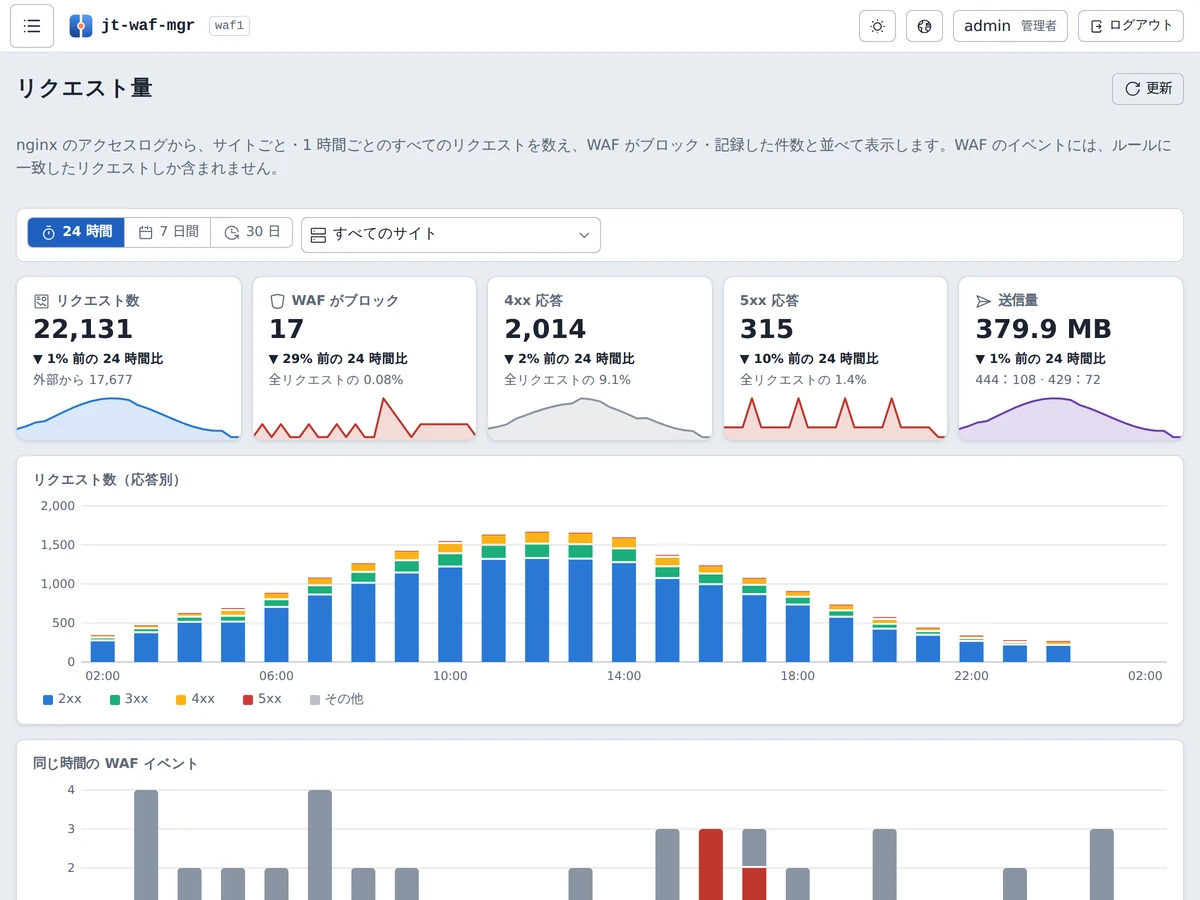 jt-waf-mgr waf1 admin 管理者 ログアウト
リクエスト量 更新
nginx のアクセスログから、サイトごと・1 時間ごとのすべてのリクエストを数え、WAF がブロック・記録した件数と並べて表示します。WAF のイベントには、ルールに
一致したリクエストしか含まれません。
24 時間 7 日間 30 日 すべてのサイト
リクエスト数
22,131
▼ 1% 前の 24 時間比
外部から 17,677
WAF がブロック
17
▼ 29% 前の 24 時間比
全リクエストの 0.08%
4xx 応答
2,014
▼ 2% 前の 24 時間比
全リクエストの 9.1%
5xx 応答
315
▼ 10% 前の 24 時間比
全リクエストの 1.4%
送信量
379.9 MB
▼ 1% 前の 24 時間比
444：108 · 429：72
リクエスト数（応答別）
2,000
1,500
1,000
500
0
02:00 06:00 10:00 14:00 18:00 22:00 02:00
2xx 3xx 4xx 5xx その他
同じ時間の WAF イベント
4
3
2